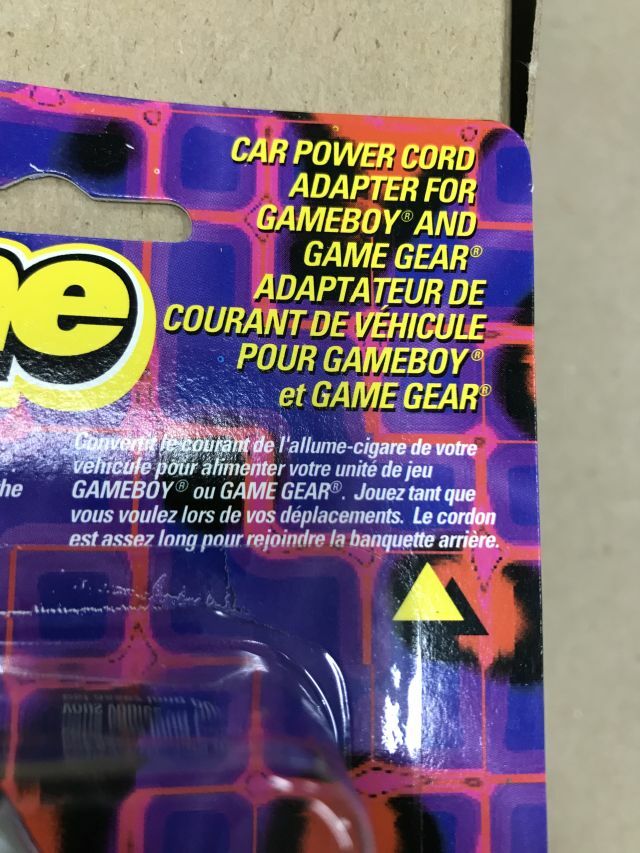 CAR POWER CORD
ADAPTER FOR
GAMEBOY® AND
GAME GEAR®
ADAPTATEUR DE
COURANT DE VÉHICULE
POUR GAMEBOY®
et GAME GEAR®
ne
Convertit le courant de l'allume-cigare de votre
véhicule pour alimenter votre unité de jeu
GAMEBOY® ou GAME GEAR®. Jouez tant que
vous voulez lors de vos déplacements. Le cordon
est assez long pour rejoindre la banquette arrière.
the